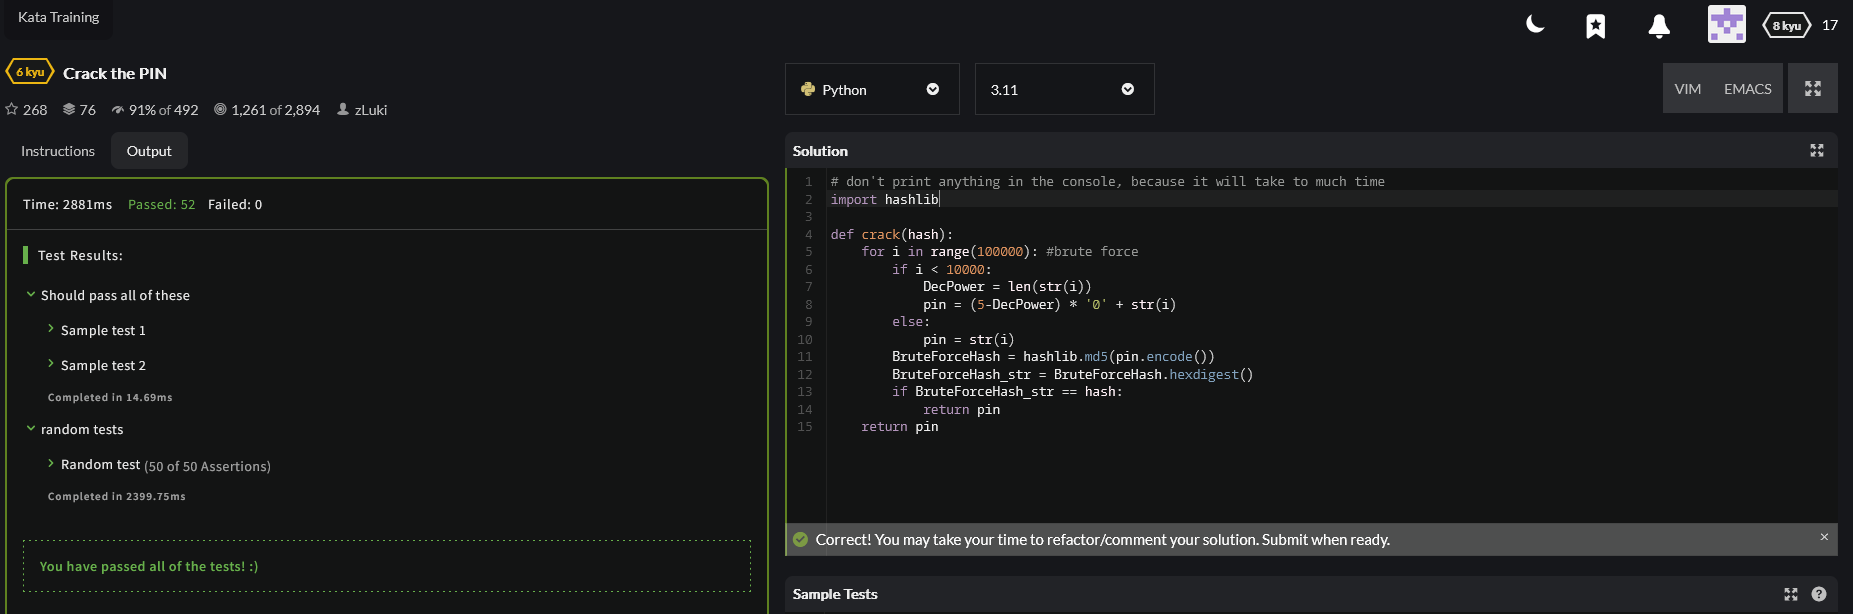 Kata Training
8 kyu 17
6 kyu Crack the PIN
268 76 91% of 492 1,261 of 2,894 zLuki
Python 3.11 VIM EMACS
Instructions Output
Time: 2881ms Passed: 52 Failed: 0
Test Results:
Should pass all of these
Sample test 1
Sample test 2
Completed in 14.69ms
random tests
Random test (50 of 50 Assertions)
Completed in 2399.75ms
You have passed all of the tests! :)
Solution
1 # don't print anything in the console, because it will take to much time
2 import hashlib
3
4 def crack(hash):
5     for i in range(100000): #brute force
6         if i < 10000:
7             DecPower = len(str(i))
8             pin = (5-DecPower) * '0' + str(i)
9         else:
10             pin = str(i)
11         BruteForceHash = hashlib.md5(pin.encode())
12         BruteForceHash_str = BruteForceHash.hexdigest()
13         if BruteForceHash_str == hash:
14             return pin
15     return pin
Correct! You may take your time to refactor/comment your solution. Submit when ready. ×
Sample Tests ?